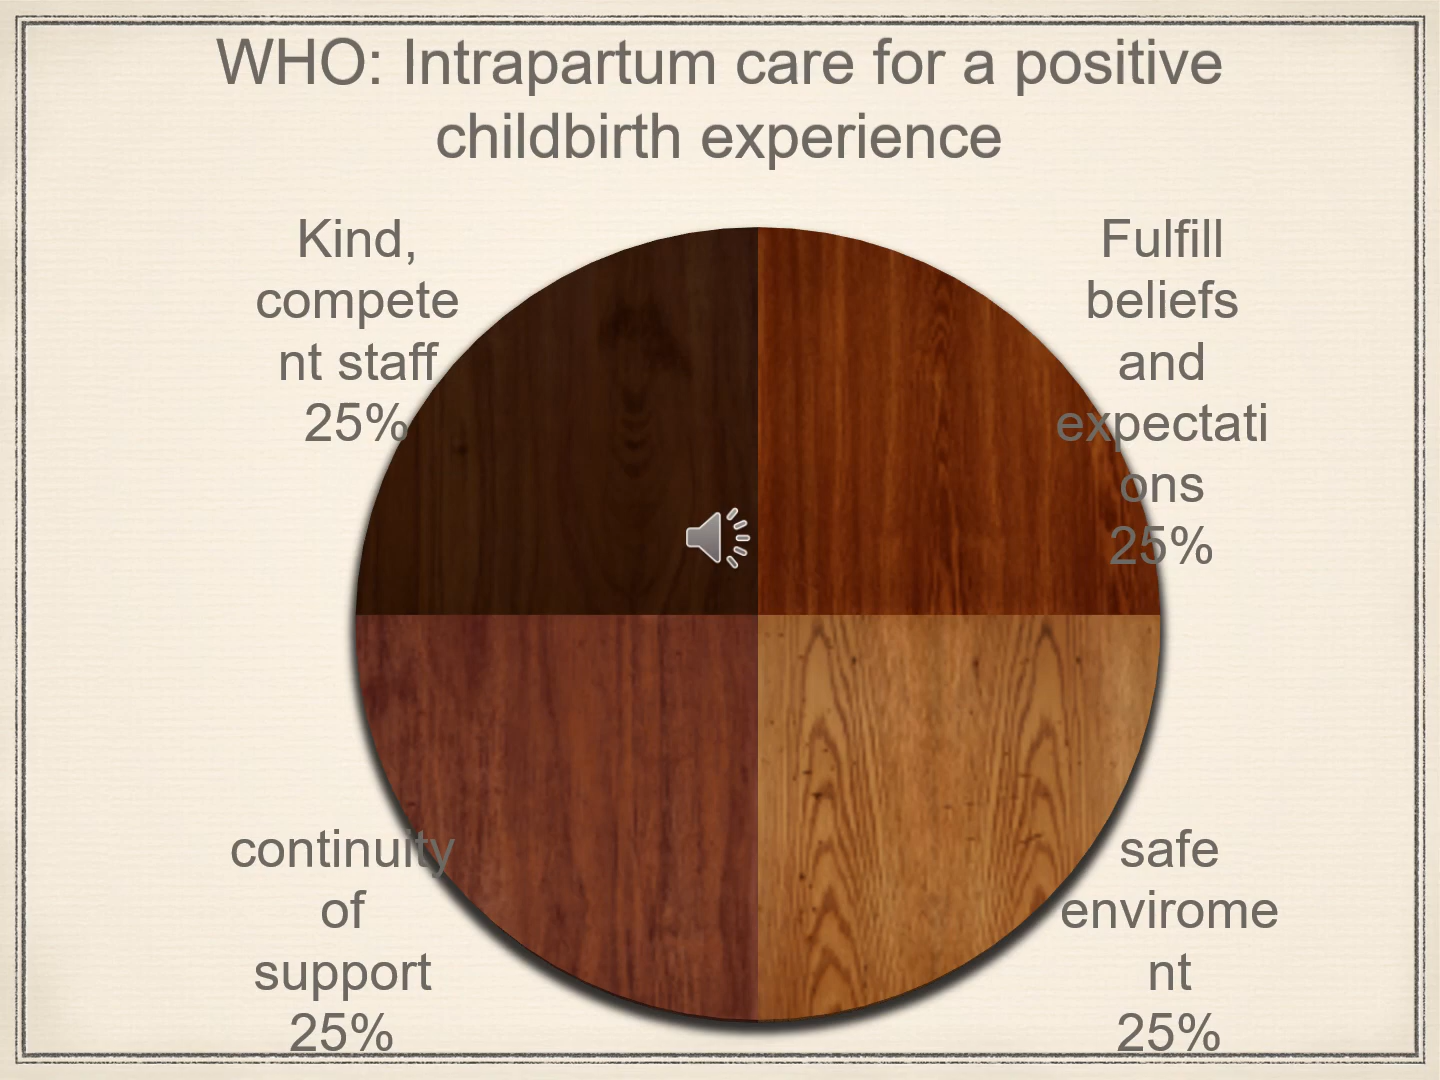 WHO: Intrapartum care for a positive
childbirth experience
Kind,
compete
nt staff
25%
Fulfill
beliefs
and
expectati
ons
25%
continuity
of
support
25%
safe
envirome
nt
25%